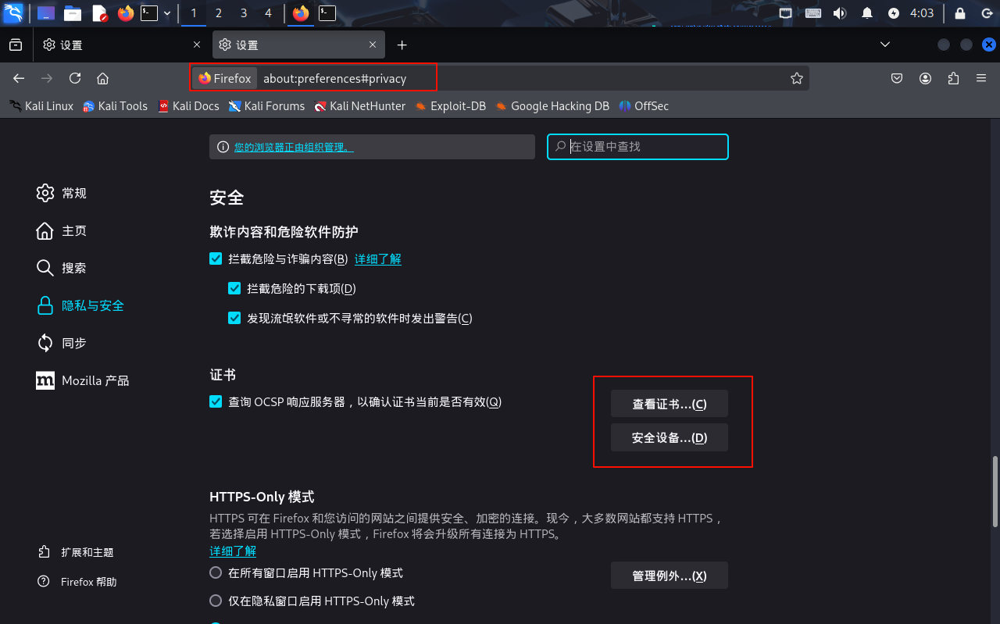 1 2 3 4 4:03
设置 设置
Firefox about:preferences#privacy
Kali Linux Kali Tools Kali Docs Kali Forums Kali NetHunter Exploit-DB Google Hacking DB OffSec
您的浏览器正由组织管理。 在设置中查找
常规
主页
搜索
隐私与安全
同步
Mozilla 产品
扩展和主题
Firefox 帮助
安全
欺诈内容和危险软件防护
拦截危险与诈骗内容(B) 详细了解
拦截危险的下载项(D)
发现流氓软件或不寻常的软件时发出警告(C)
证书
查询 OCSP 响应服务器，以确认证书当前是否有效(Q)
查看证书…(C)
安全设备…(D)
HTTPS-Only 模式
HTTPS 可在 Firefox 和您访问的网站之间提供安全、加密的连接。现今，大多数网站都支持 HTTPS，
若选择启用 HTTPS-Only 模式，Firefox 将会升级所有连接为 HTTPS。
详细了解
在所有窗口启用 HTTPS-Only 模式
管理例外…(X)
仅在隐私窗口启用 HTTPS-Only 模式